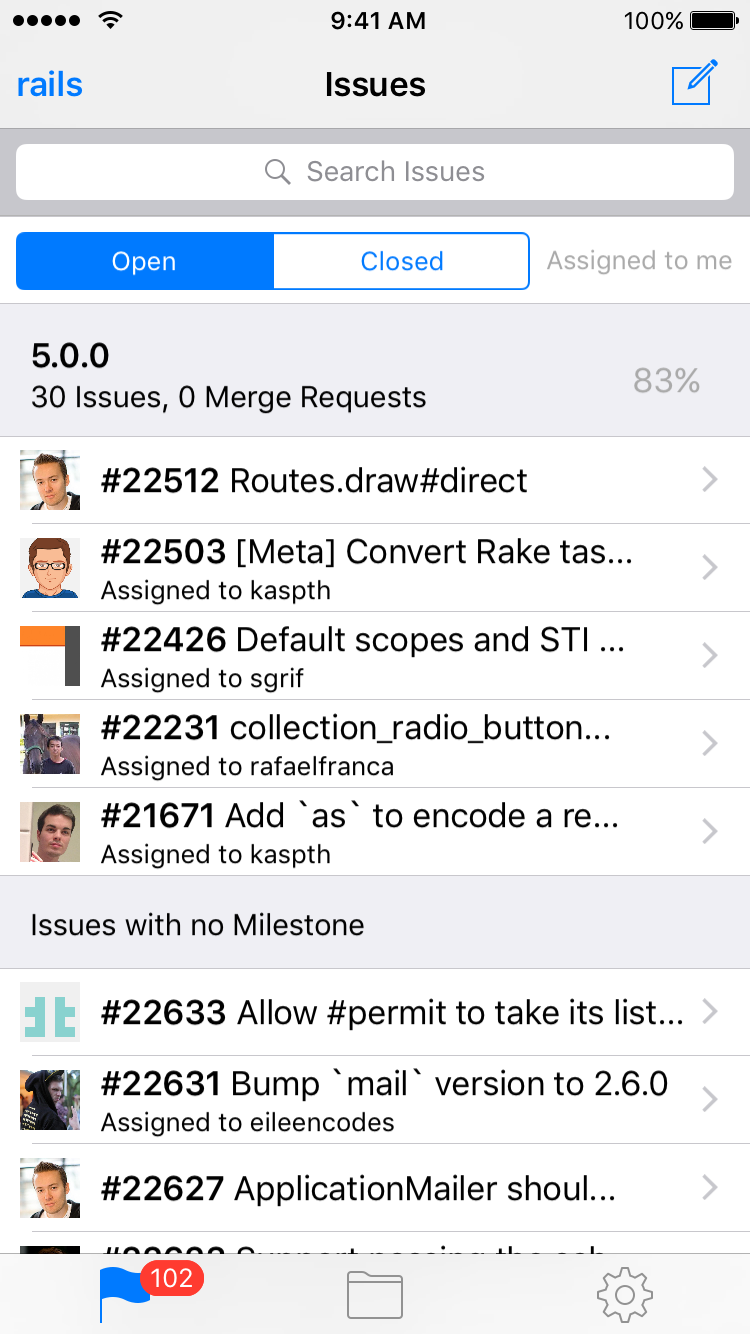 9:41 AM
100%
rails
Issues
Search Issues
Open
Closed
Assigned to me
5.0.0
30 Issues, 0 Merge Requests
83%
#22512 Routes.draw#direct
#22503 [Meta] Convert Rake tas...
Assigned to kaspth
#22426 Default scopes and STI ...
Assigned to sgrif
#22231 collection_radio_button...
Assigned to rafaelfranca
#21671 Add `as` to encode a re...
Assigned to kaspth
Issues with no Milestone
#22633 Allow #permit to take its list...
#22631 Bump `mail` version to 2.6.0
Assigned to eileencodes
#22627 ApplicationMailer shoul...
Support passing the
102